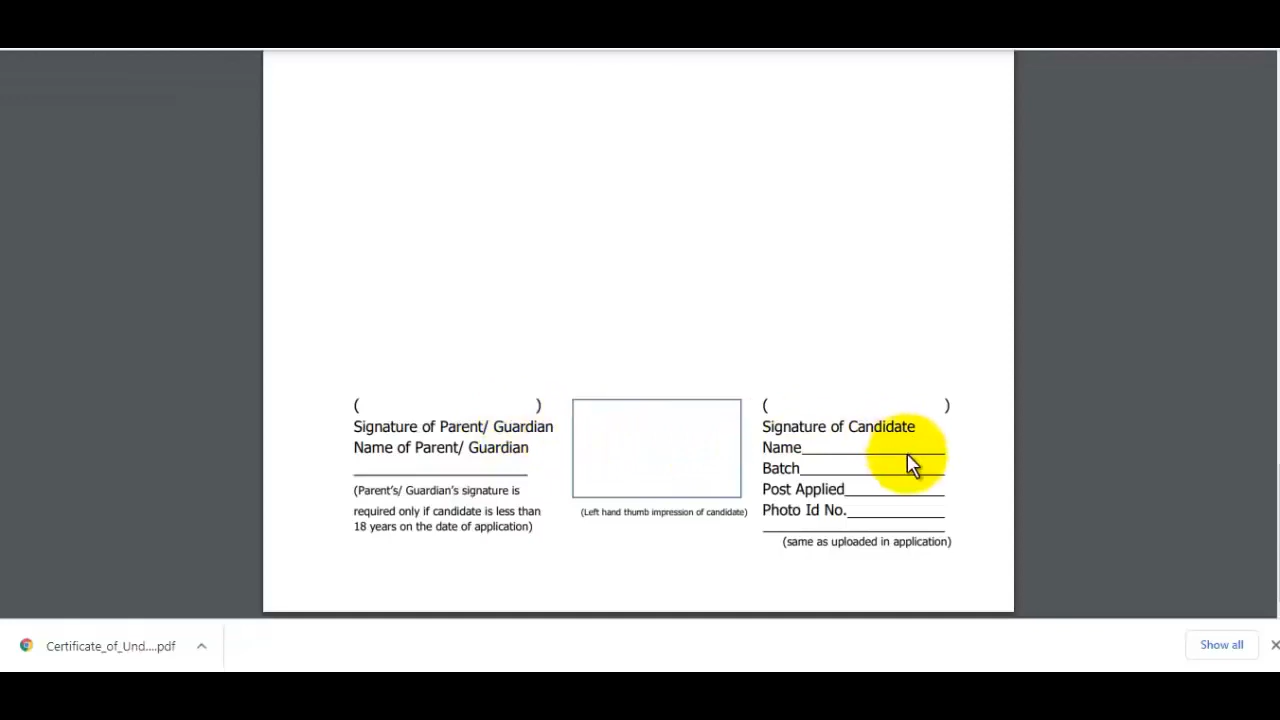 ( )
Signature of Parent/ Guardian
Name of Parent/ Guardian
(Parent's/ Guardian's signature is
required only if candidate is less than
18 years on the date of application)
(Left hand thumb impression of candidate)
( )
Signature of Candidate
Name
Batch
Post Applied
Photo Id No.
(same as uploaded in application)
Certificate_of_Und....pdf
Show all